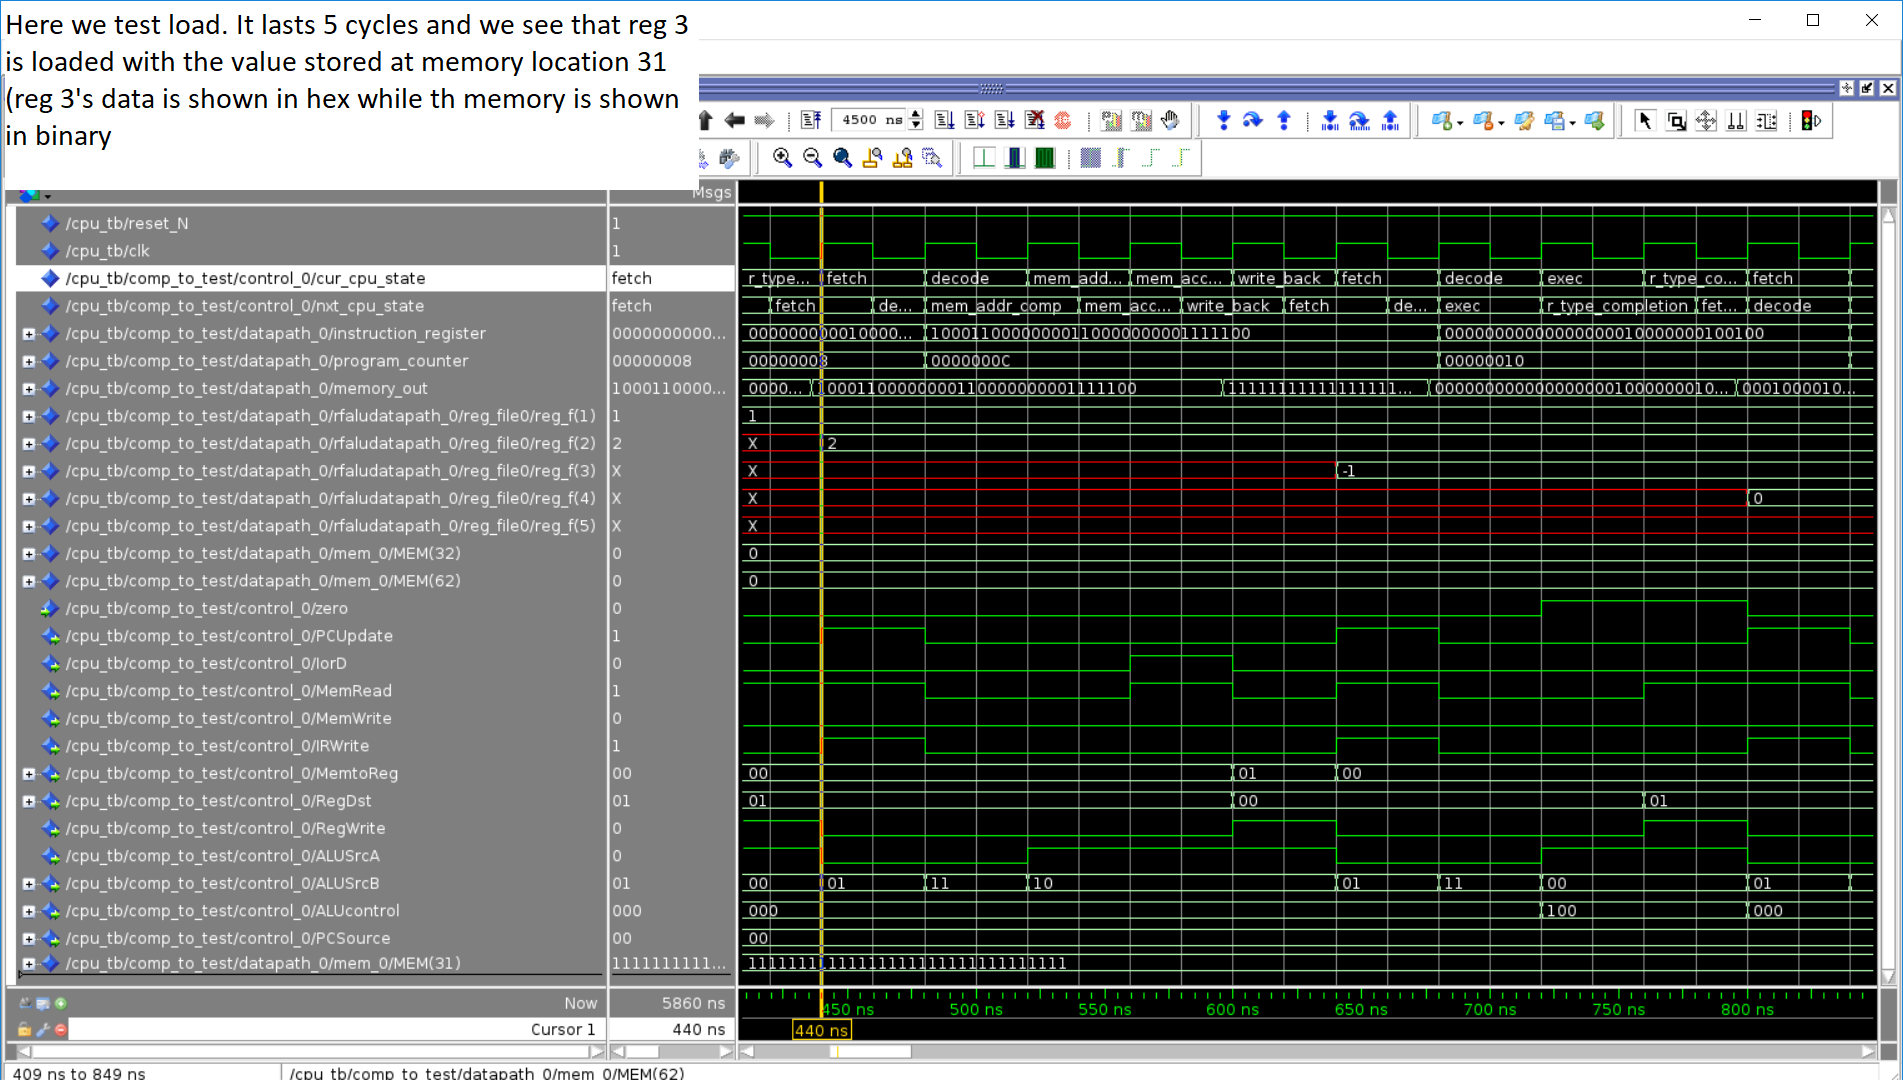 Here we test load. It lasts 5 cycles and we see that reg 3
is loaded with the value stored at memory location 31
(reg 3's data is shown in hex while th memory is shown
in binary
4500 ns
Msgs
/cpu_tb/reset_N 1
/cpu_tb/clk 1
/cpu_tb/comp_to_test/control_0/cur_cpu_state fetch r_type... fetch decode mem_add... mem_acc... write_back fetch decode exec r_type_co... fetch
/cpu_tb/comp_to_test/control_0/nxt_cpu_state fetch fetch de... mem_addr_comp mem_acc... write_back fetch de... exec r_type_completion fet... decode
/cpu_tb/comp_to_test/datapath_0/instruction_register 0000000000... 00000000010000... 10001100000000110000000001111100 00000000000000000100000000100100
/cpu_tb/comp_to_test/datapath_0/program_counter 00000008 00000008 0000000C 00000010
/cpu_tb/comp_to_test/datapath_0/memory_out 1000110000... 0000... 10001100000000110000000001111100 11111111111111111... 000000000000000001000000010... 0001000010...
/cpu_tb/comp_to_test/datapath_0/rfaludatapath_0/reg_file0/reg_f(1) 1 1
/cpu_tb/comp_to_test/datapath_0/rfaludatapath_0/reg_file0/reg_f(2) 2 X 2
/cpu_tb/comp_to_test/datapath_0/rfaludatapath_0/reg_file0/reg_f(3) X X -1
/cpu_tb/comp_to_test/datapath_0/rfaludatapath_0/reg_file0/reg_f(4) X X 0
/cpu_tb/comp_to_test/datapath_0/rfaludatapath_0/reg_file0/reg_f(5) X X
/cpu_tb/comp_to_test/datapath_0/mem_0/MEM(32) 0 0
/cpu_tb/comp_to_test/datapath_0/mem_0/MEM(62) 0 0
/cpu_tb/comp_to_test/control_0/zero 0
/cpu_tb/comp_to_test/control_0/PCUpdate 1
/cpu_tb/comp_to_test/control_0/IorD 0
/cpu_tb/comp_to_test/control_0/MemRead 1
/cpu_tb/comp_to_test/control_0/MemWrite 0
/cpu_tb/comp_to_test/control_0/IRWrite 1
/cpu_tb/comp_to_test/control_0/MemtoReg 00 00 01 00
/cpu_tb/comp_to_test/control_0/RegDst 01 01 00 01
/cpu_tb/comp_to_test/control_0/RegWrite 0
/cpu_tb/comp_to_test/control_0/ALUSrcA 0
/cpu_tb/comp_to_test/control_0/ALUSrcB 01 00 01 11 10 01 11 00 01
/cpu_tb/comp_to_test/control_0/ALUcontrol 000 000 100 000
/cpu_tb/comp_to_test/control_0/PCSource 00 00
/cpu_tb/comp_to_test/datapath_0/mem_0/MEM(31) 1111111111... 11111111111111111111111111111111
Now 5860 ns 450 ns 500 ns 550 ns 600 ns 650 ns 700 ns 750 ns 800 ns
Cursor 1 440 ns 440 ns
409 ns to 849 ns /cpu_tb/comp_to_test/datapath_0/mem_0/MEM(62)